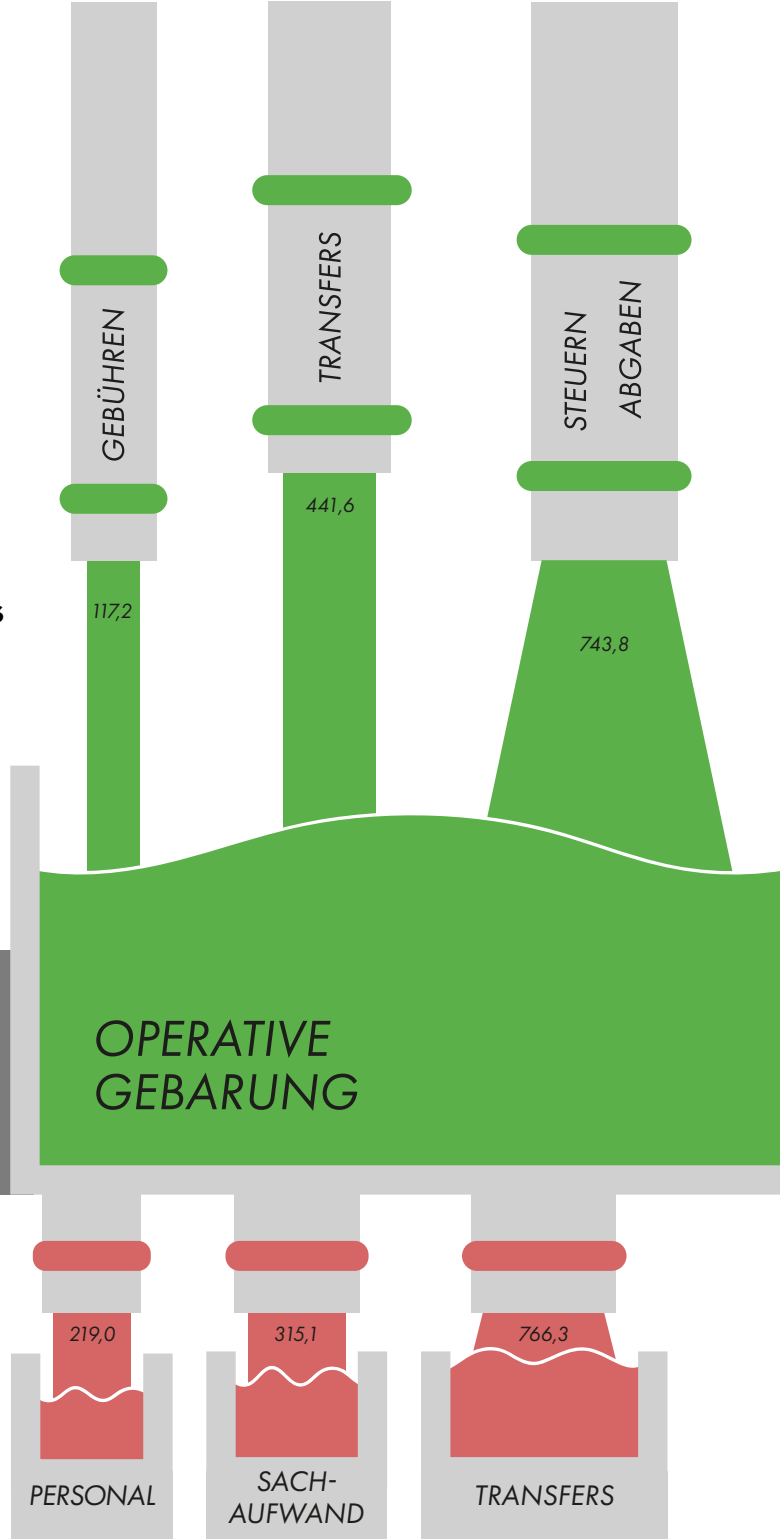 GEBÜHREN
TRANSFERS
STEUERN
ABGABEN
441,6
117,2
743,8
OPERATIVE
GEBARUNG
219,0
315,1
766,3
PERSONAL
SACH-
AUFWAND
TRANSFERS